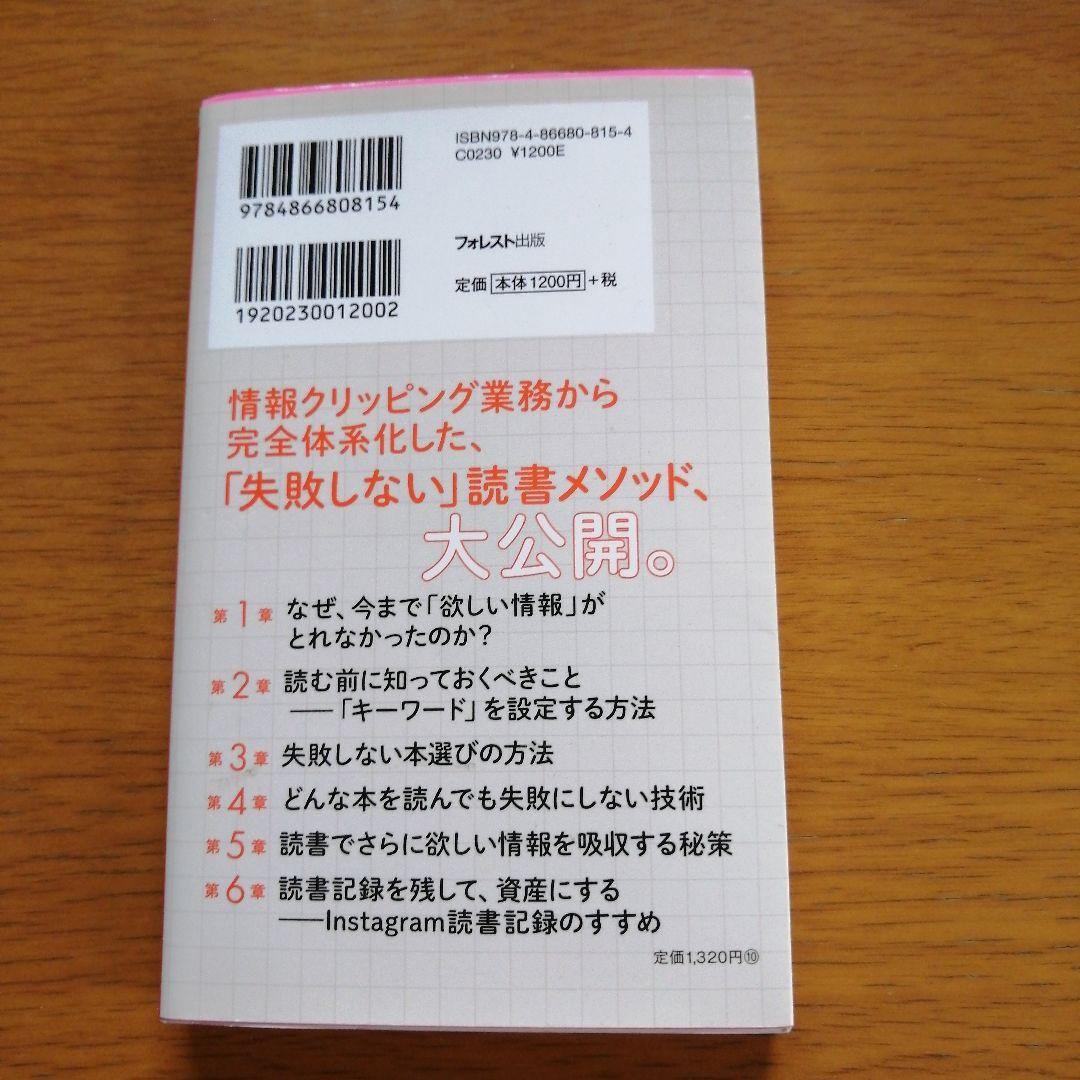 ISBN978-4-86680-815-4
C0230 ¥1200E
9784866808154
フォレスト出版
定価 本体1200円 +税
1920230012002
情報クリッピング業務から
完全体系化した、
「失敗しない」読書メソッド、
大公開。
第1章 なぜ、今まで「欲しい情報」が
とれなかったのか?
第2章 読む前に知っておくべきこと
――「キーワード」を設定する方法
第3章 失敗しない本選びの方法
第4章 どんな本を読んでも失敗にしない技術
第5章 読書でさらに欲しい情報を吸収する秘策
第6章 読書記録を残して、資産にする
――Instagram読書記録のすすめ
定価1,320円⑩